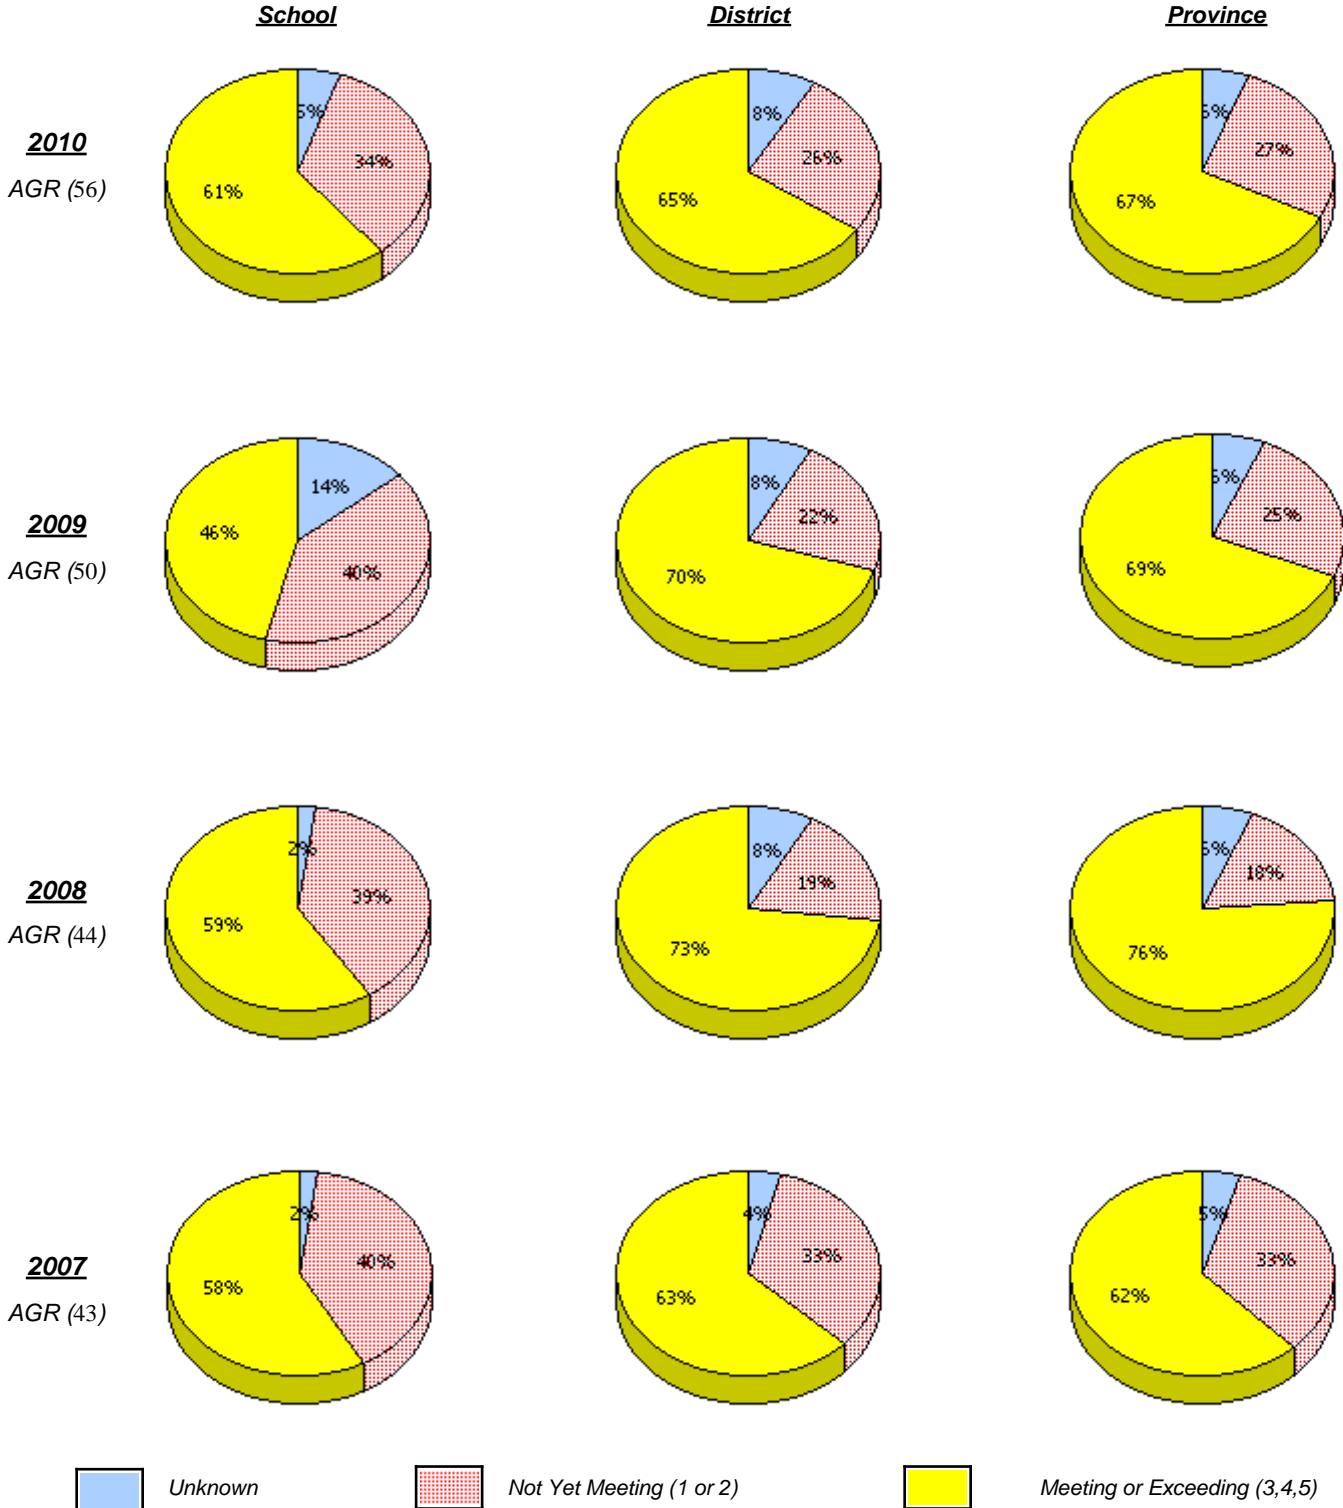 School District Province
2010
AGR (56)
5% 34% 61%
8% 26% 65%
27% 67%
2009
AGR (50)
14% 40% 46%
8% 22% 70%
25% 69%
2008
AGR (44)
2% 39% 59%
8% 19% 73%
18% 76%
2007
AGR (43)
2% 40% 58%
4% 33% 63%
5% 33% 62%
Unknown
Not Yet Meeting (1 or 2)
Meeting or Exceeding (3,4,5)